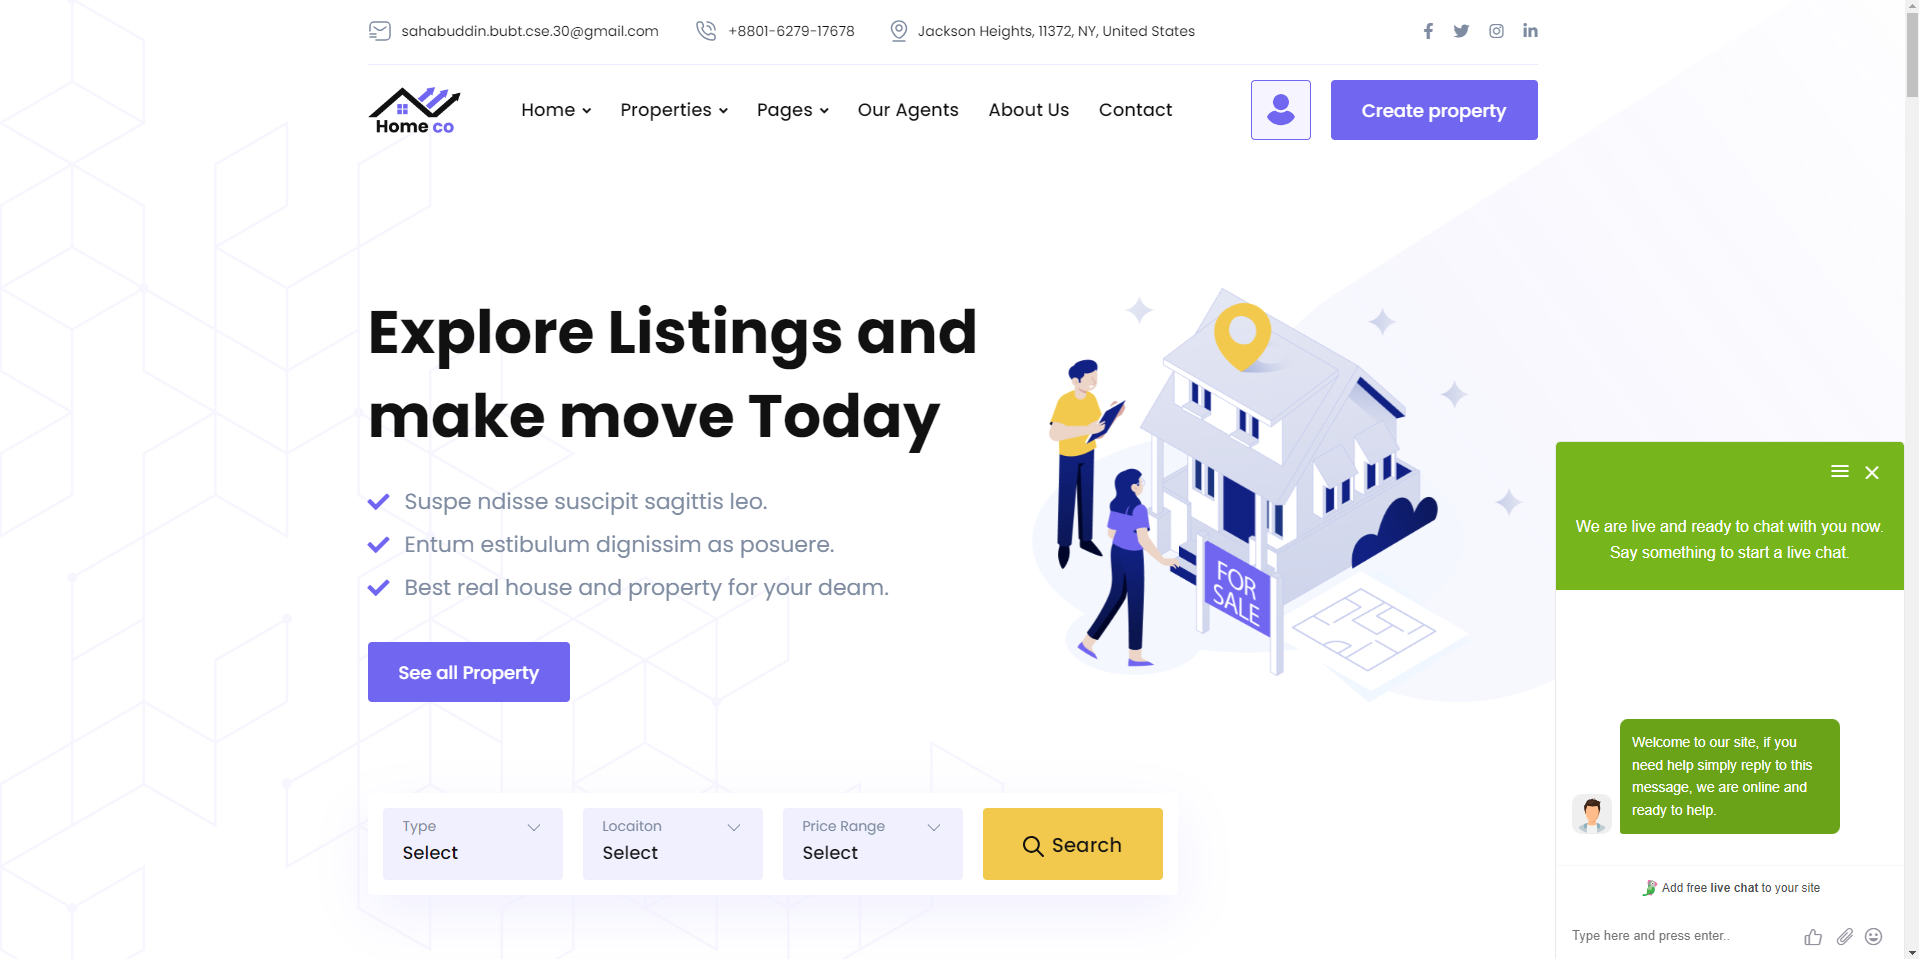 sahabuddin.bubt.cse.30@gmail.com
+8801-6279-17678
Jackson Heights, 11372, NY, United States
Home co
Home
Properties
Pages
Our Agents
About Us
Contact
Create property
Explore Listings and
make move Today
Suspe ndisse suscipit sagittis leo.
Entum estibulum dignissim as posuere.
Best real house and property for your deam.
See all Property
FOR
SALE
Type
Select
Locaiton
Select
Price Range
Select
Search
We are live and ready to chat with you now.
Say something to start a live chat.
Welcome to our site, if you
need help simply reply to this
message, we are online and
ready to help.
Add free live chat to your site
Type here and press enter..